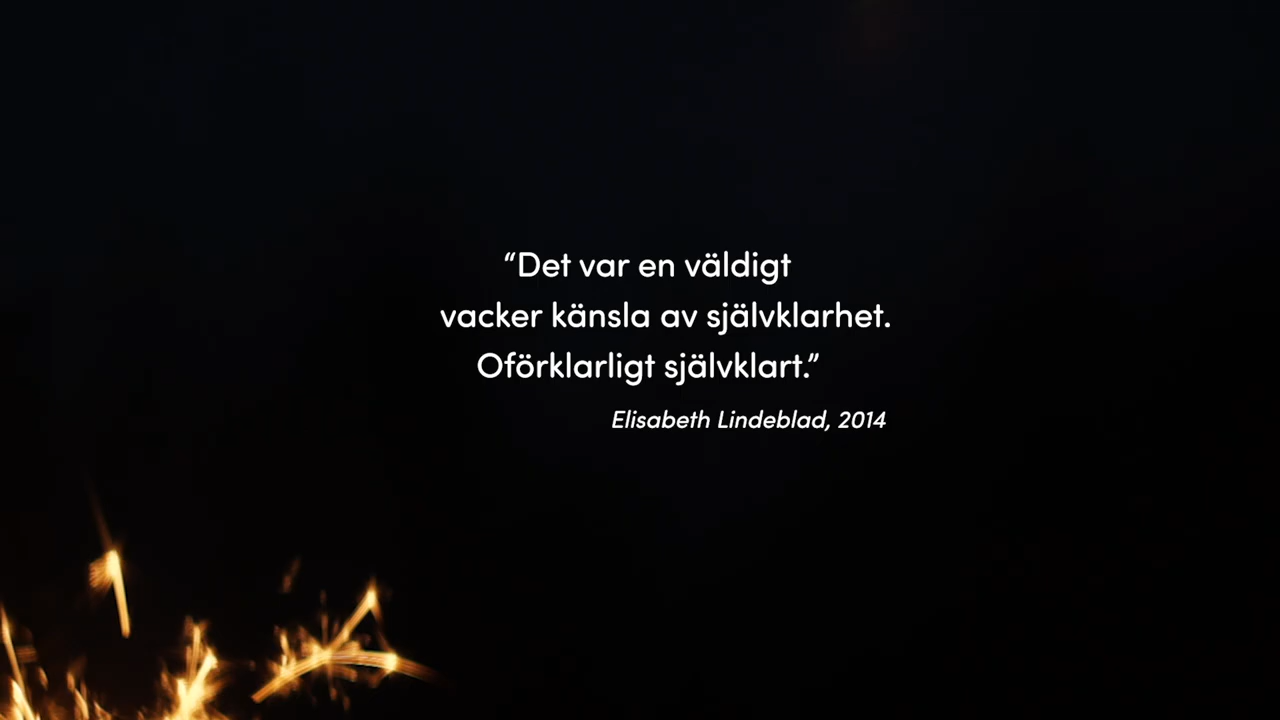 “Det var en väldigt
vacker känsla av självklarhet.
Oförklarligt självklart.”
Elisabeth Lindeblad, 2014